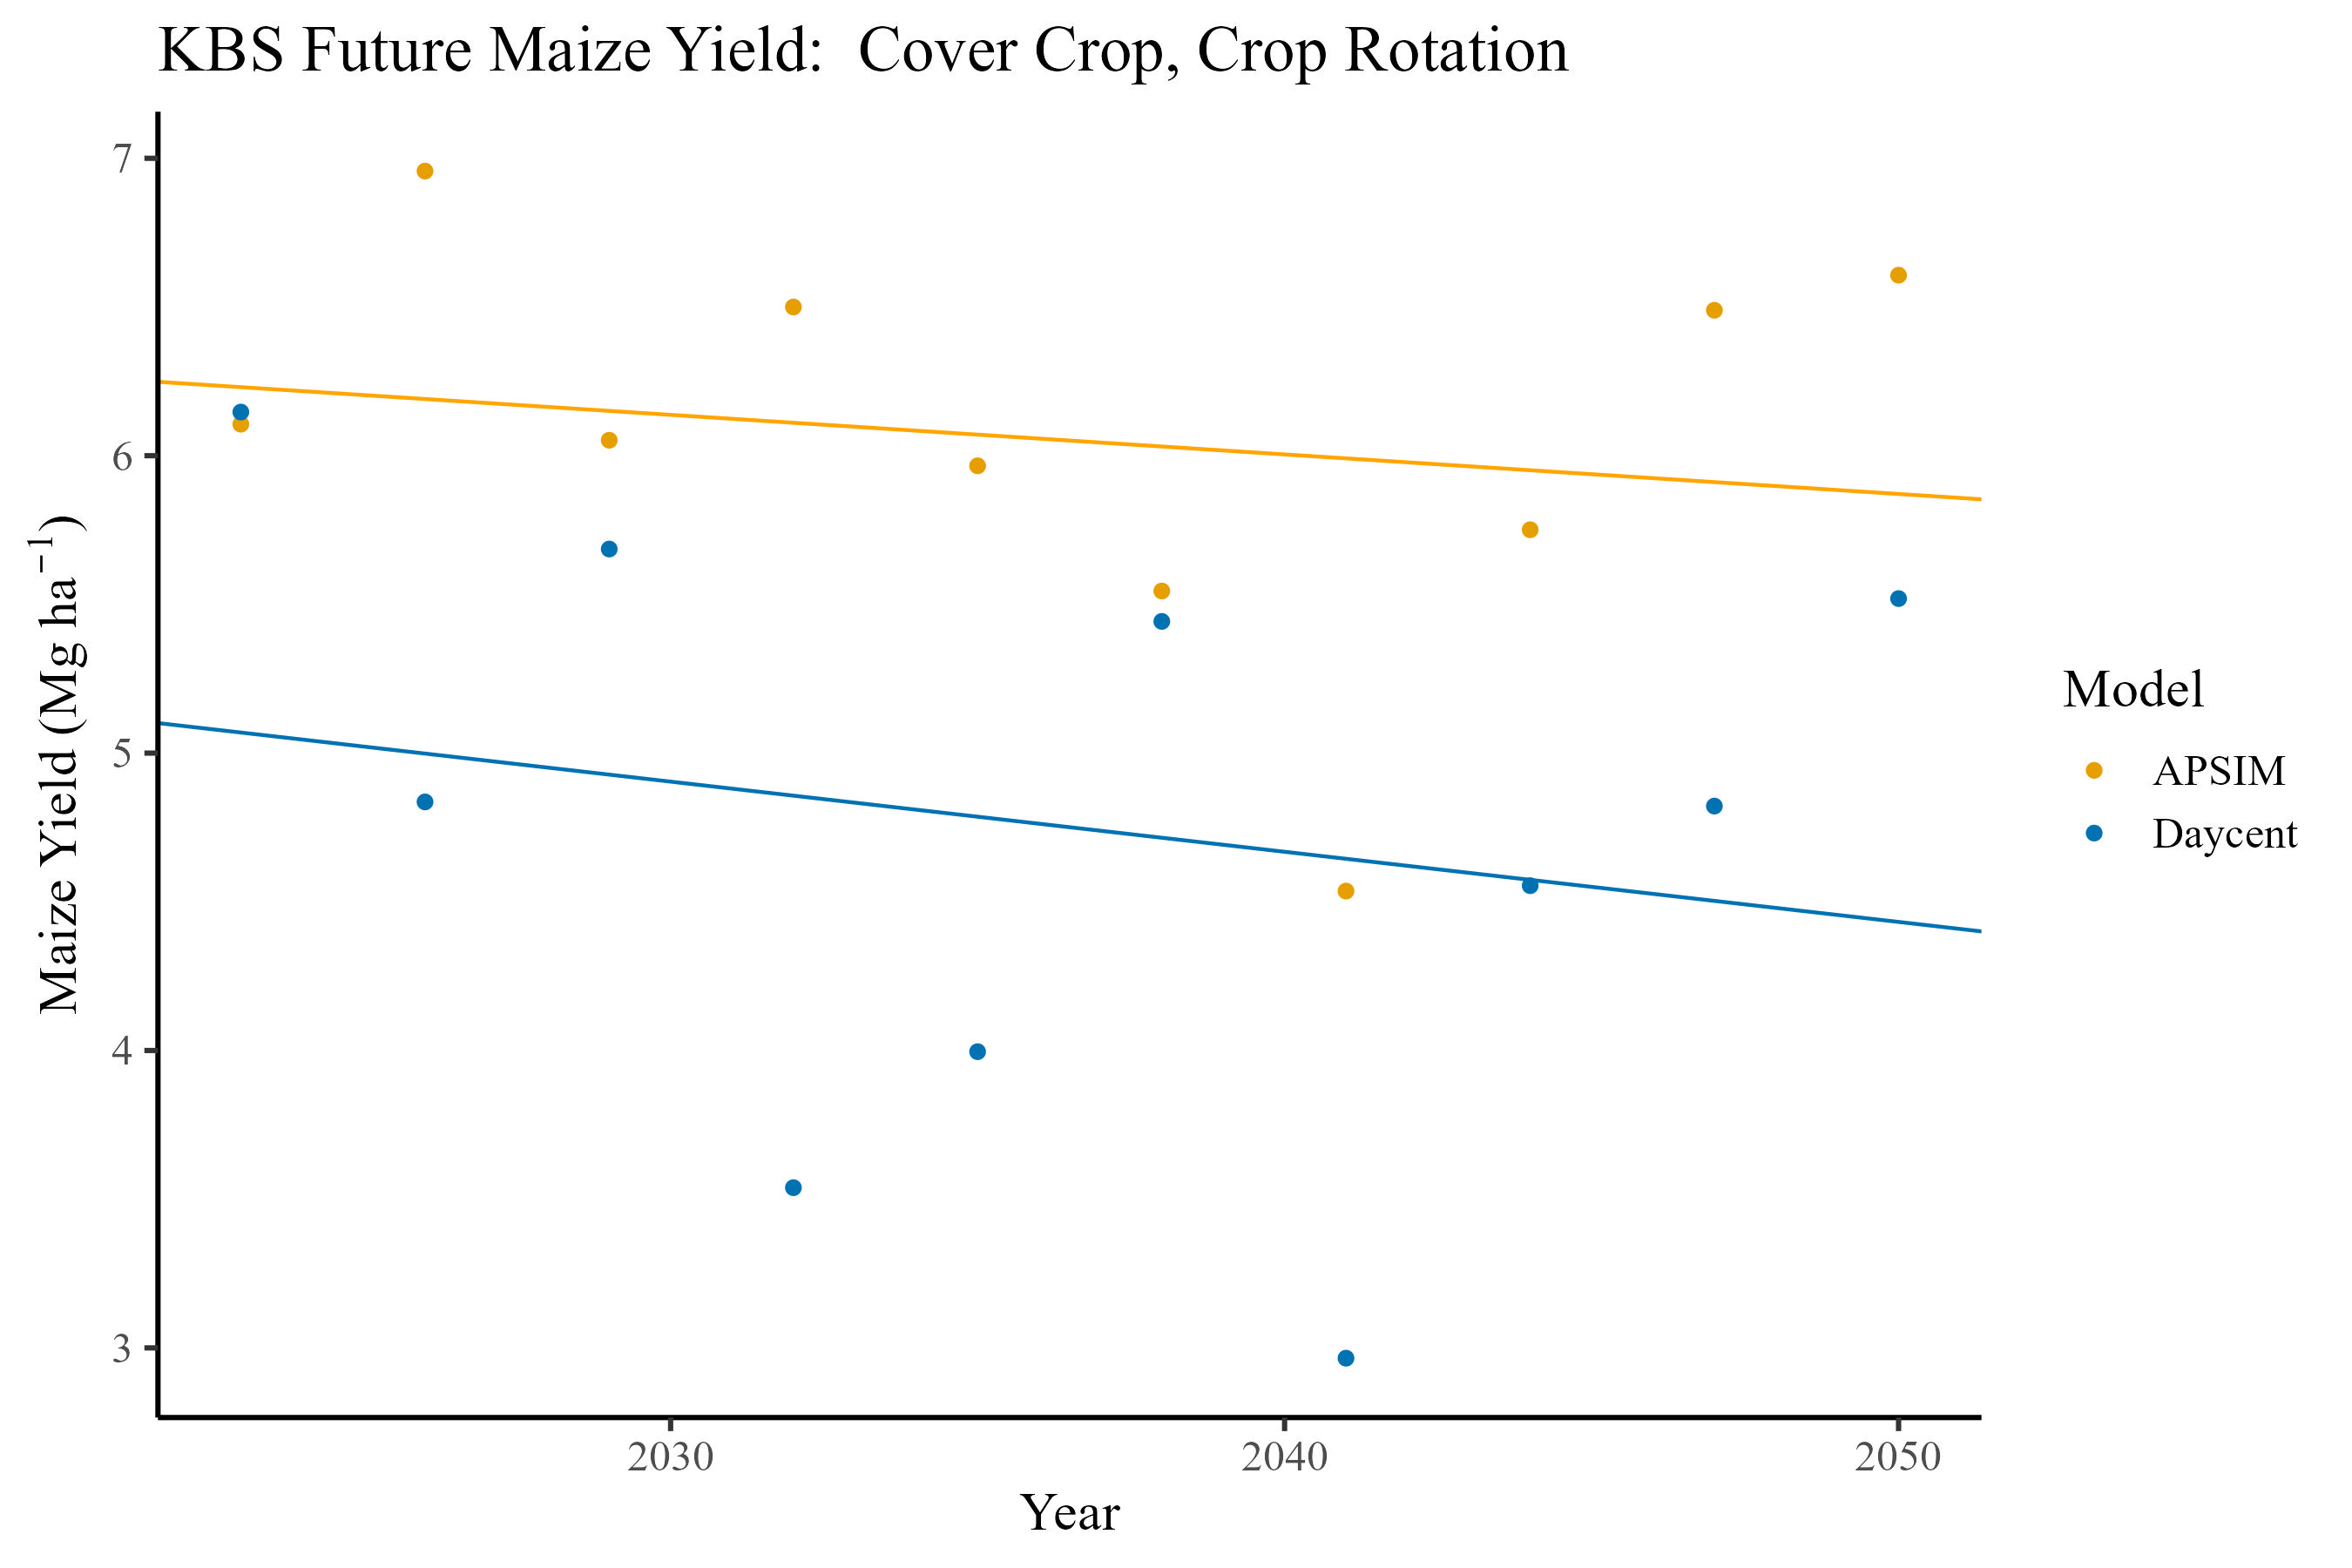 KBS Future Maize Yield:  Cover Crop, Crop Rotation
Maize Yield (Mg ha⁻¹)
7
6
5
4
3
2030
2040
2050
Year
Model
APSIM
Daycent